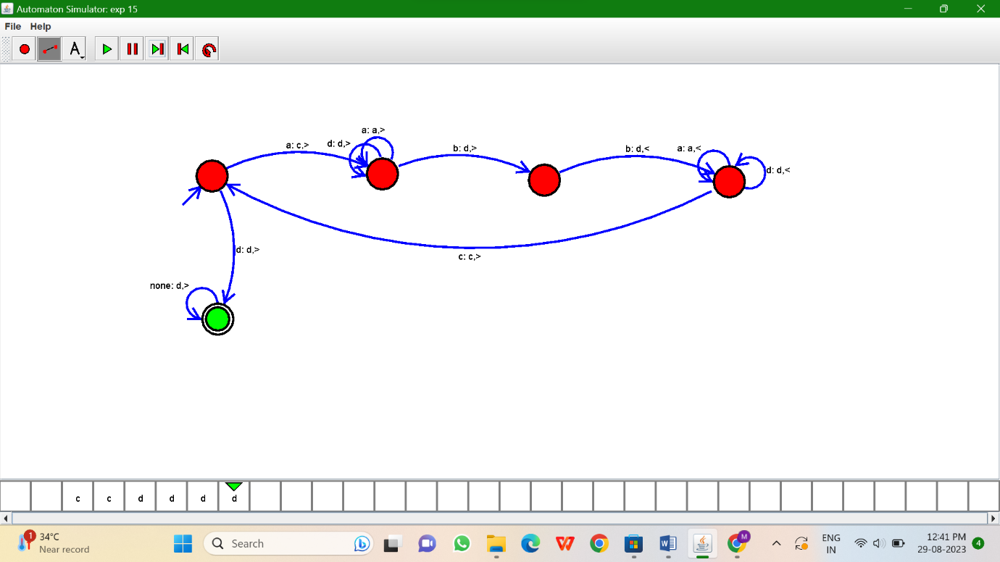 Automaton Simulator: exp 15
File Help
A
a: a,>
d: d,>
a: c,>
b: d,>
b: d,<
a: a,<
d: d,<
d: d,>
c: c,>
none: d,>
c c d d d d
1
34°C
Near record
Search
M
ENG
IN
12:41 PM
29-08-2023
4